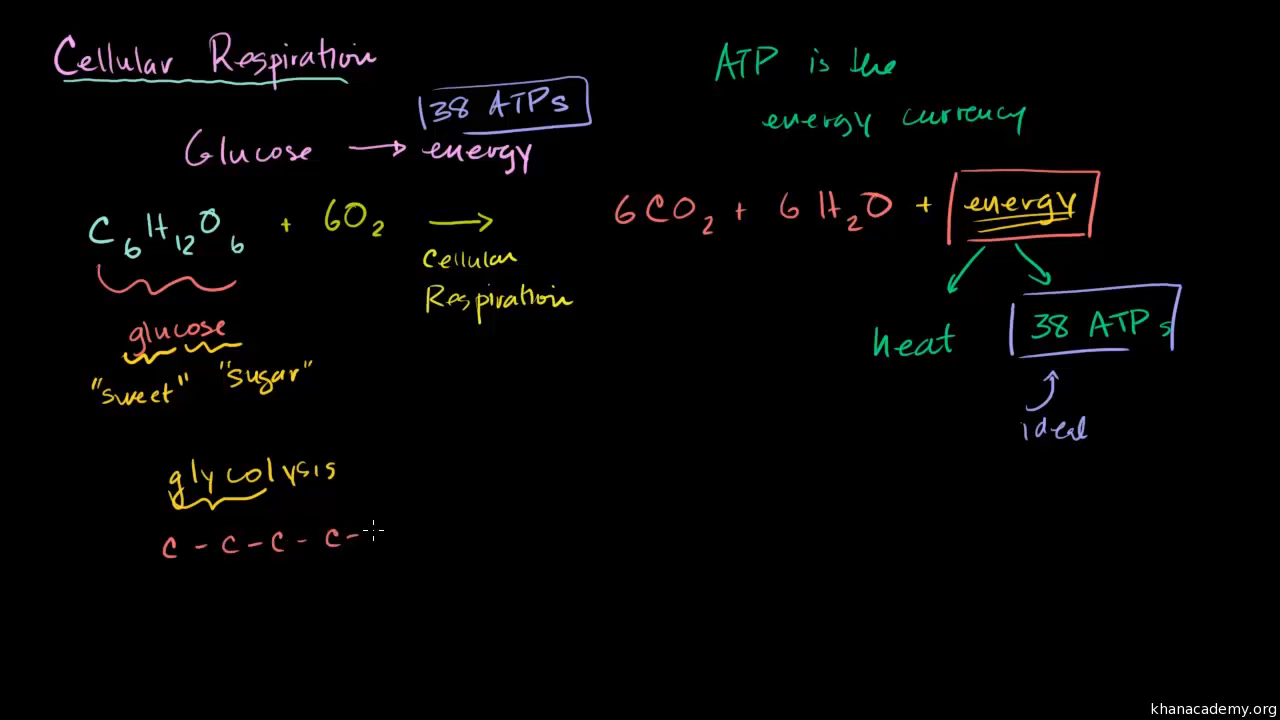 Cellular Respiration
ATP is the
energy currency
38 ATPs
Glucose → energy
C₆H₁₂O₆ + 6O₂ → 6CO₂ + 6H₂O + energy
Cellular
Respiration
glucose
"sweet" "sugar"
heat 38 ATPs
ideal
glycolysis
C - C - C - C -
khanacademy.org